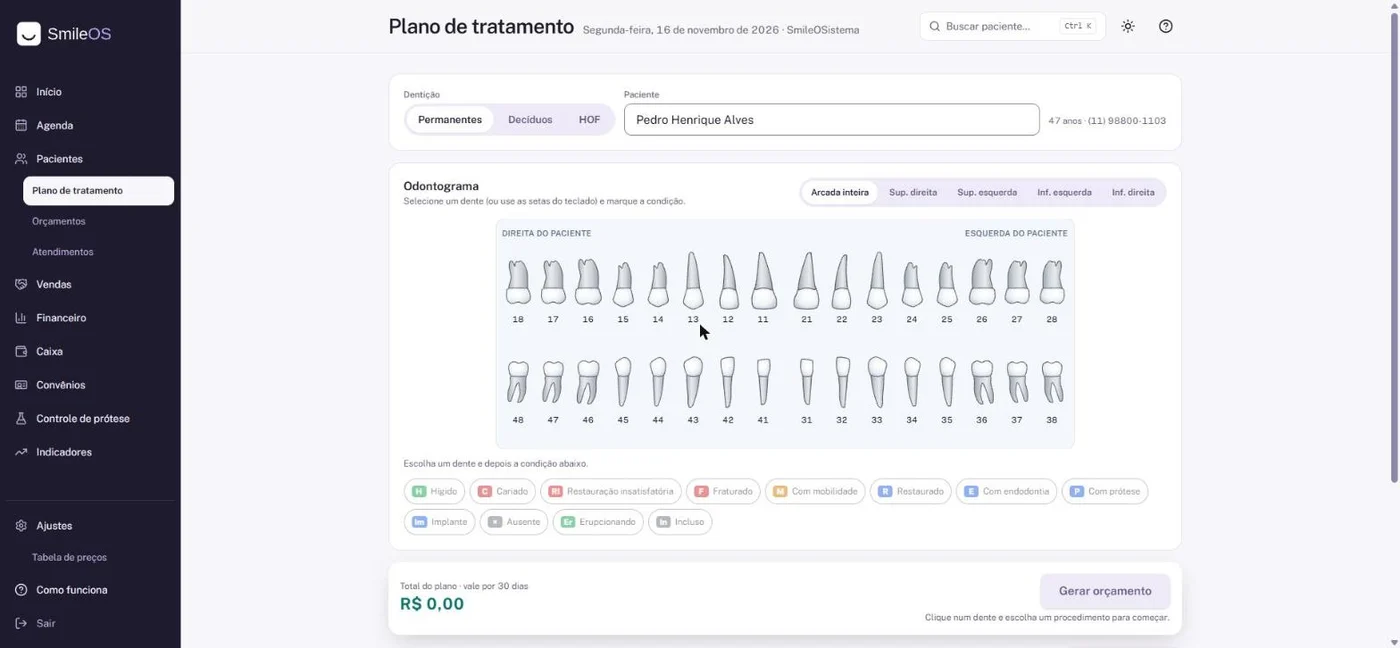 SmileOS
Início
Agenda
Pacientes
Plano de tratamento
Orçamentos
Atendimentos
Vendas
Financeiro
Caixa
Convênios
Controle de prótese
Indicadores
Ajustes
Tabela de preços
Como funciona
Sair
Plano de tratamento Segunda-feira, 16 de novembro de 2026 · SmileOSistema
Buscar paciente... Ctrl K
Dentição Paciente
Permanentes Decíduos HOF Pedro Henrique Alves 47 anos · (11) 98800-1103
Odontograma
Selecione um dente (ou use as setas do teclado) e marque a condição.
Arcada inteira Sup. direita Sup. esquerda Inf. esquerda Inf. direita
DIREITA DO PACIENTE ESQUERDA DO PACIENTE
18 17 16 15 14 13 12 11 21 22 23 24 25 26 27 28
48 47 46 45 44 43 42 41 31 32 33 34 35 36 37 38
Escolha um dente e depois a condição abaixo.
H Hígido C Cariado RI Restauração insatisfatória F Fraturado M Com mobilidade R Restaurado E Com endodontia P Com prótese
Im Implante × Ausente Er Erupcionando In Incluso
Total do plano · vale por 30 dias
R$ 0,00
Gerar orçamento
Clique num dente e escolha um procedimento para começar.